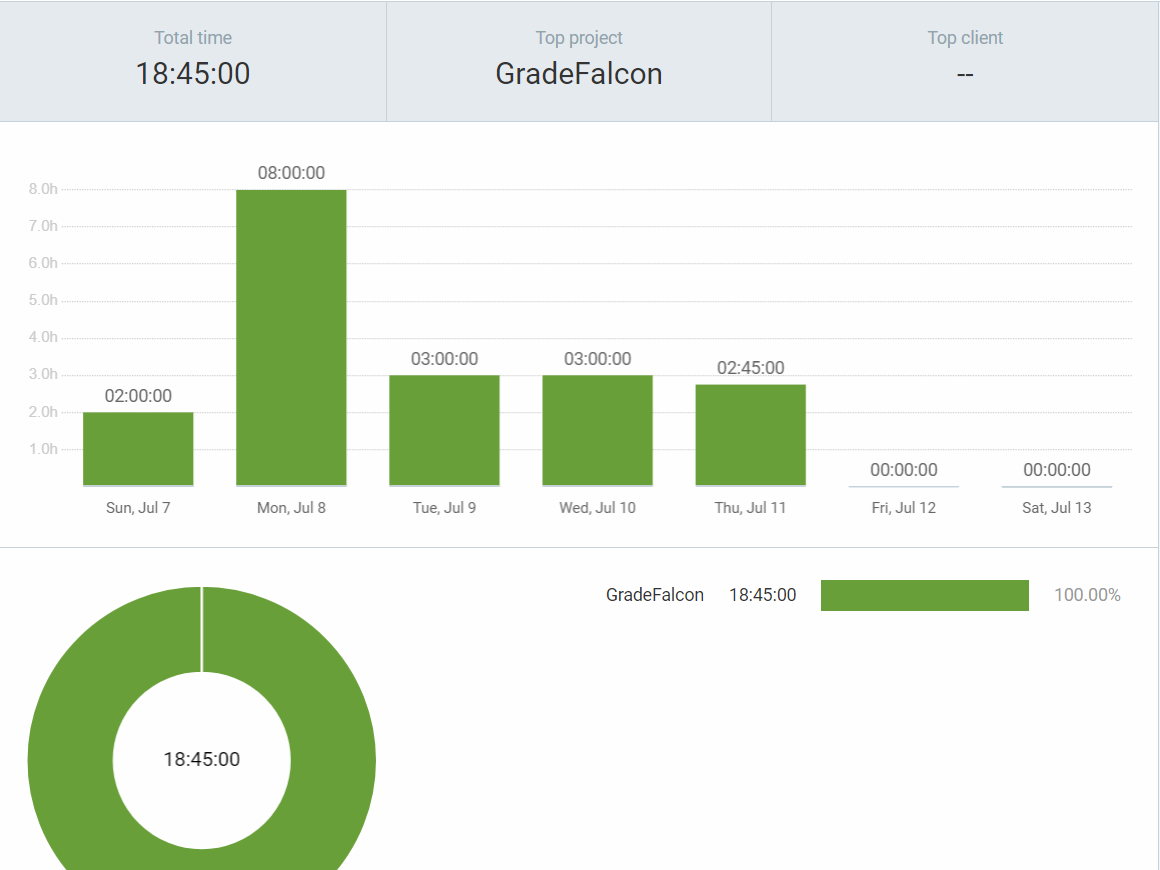 Total time
18:45:00
Top project
GradeFalcon
Top client
--
08:00:00
8.0h
7.0h
6.0h
5.0h
4.0h
03:00:00
03:00:00
02:45:00
3.0h
02:00:00
2.0h
1.0h
00:00:00
00:00:00
Sun, Jul 7
Mon, Jul 8
Tue, Jul 9
Wed, Jul 10
Thu, Jul 11
Fri, Jul 12
Sat, Jul 13
GradeFalcon 18:45:00 100.00%
18:45:00